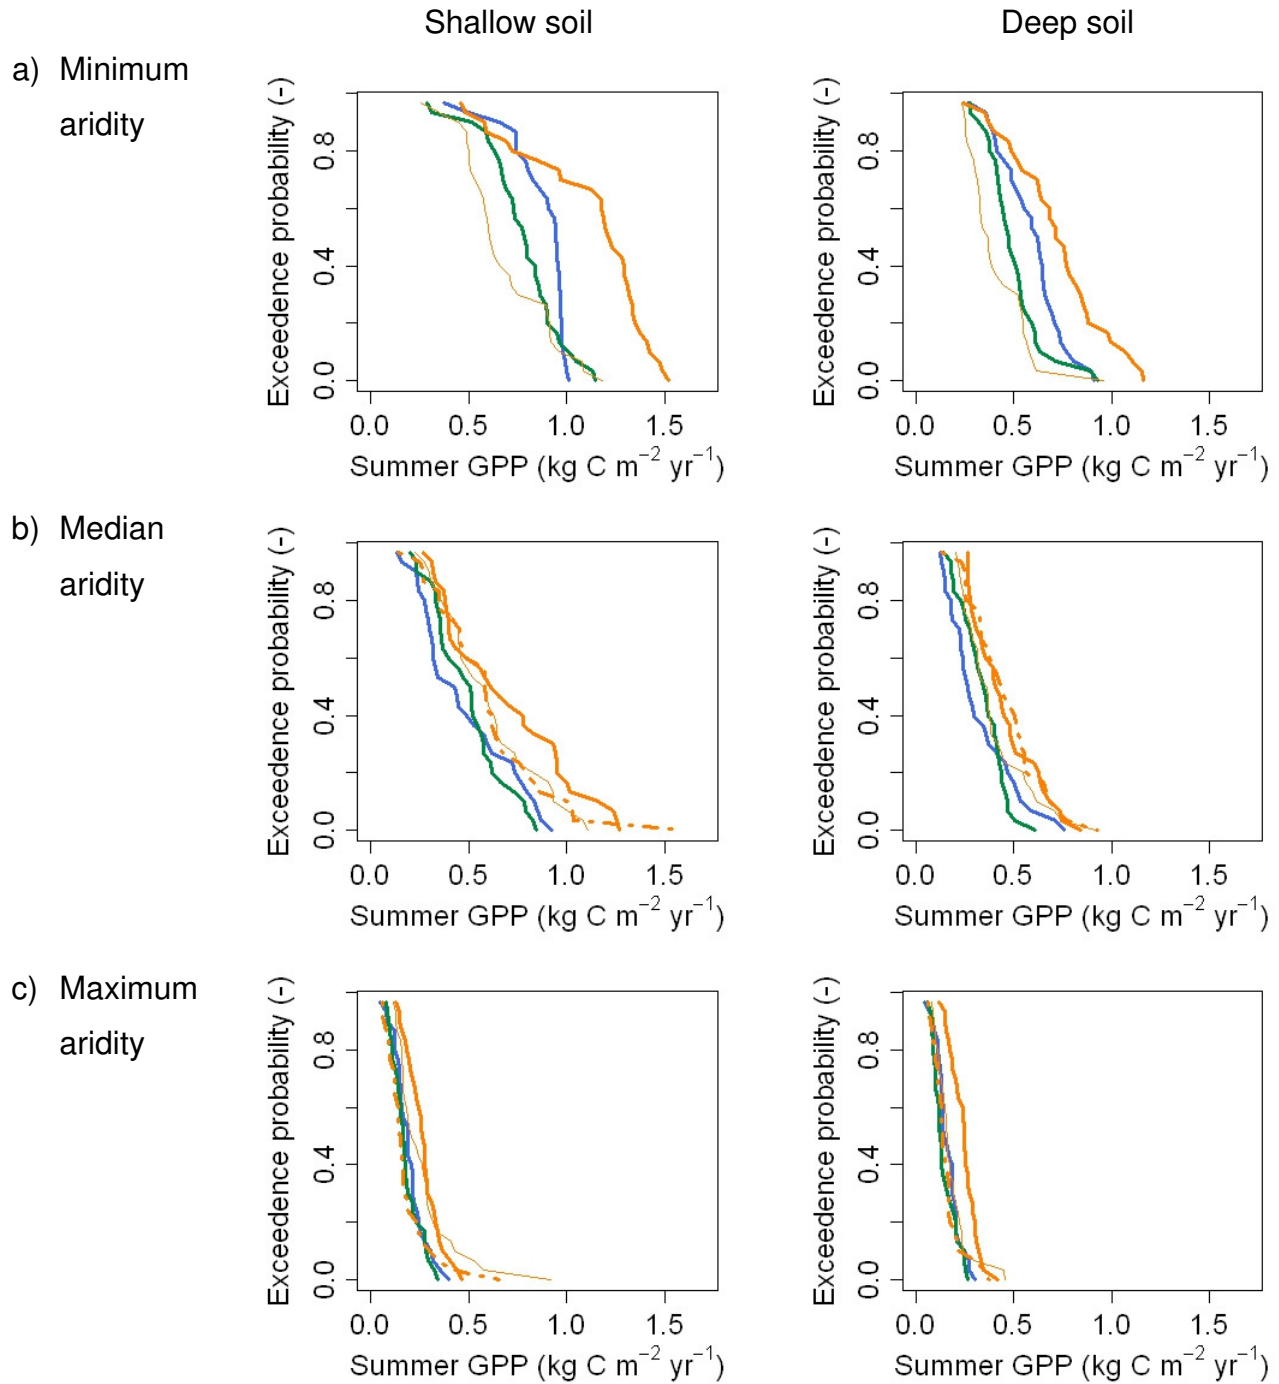 Shallow soil
Deep soil
a) Minimum
aridity
Exceedence probability (-)
0.0 0.4 0.8
0.0 0.5 1.0 1.5
Summer GPP (kg C m⁻² yr⁻¹)
Exceedence probability (-)
0.0 0.4 0.8
0.0 0.5 1.0 1.5
Summer GPP (kg C m⁻² yr⁻¹)
b) Median
aridity
Exceedence probability (-)
0.0 0.4 0.8
0.0 0.5 1.0 1.5
Summer GPP (kg C m⁻² yr⁻¹)
Exceedence probability (-)
0.0 0.4 0.8
0.0 0.5 1.0 1.5
Summer GPP (kg C m⁻² yr⁻¹)
c) Maximum
aridity
Exceedence probability (-)
0.0 0.4 0.8
0.0 0.5 1.0 1.5
Summer GPP (kg C m⁻² yr⁻¹)
Exceedence probability (-)
0.0 0.4 0.8
0.0 0.5 1.0 1.5
Summer GPP (kg C m⁻² yr⁻¹)